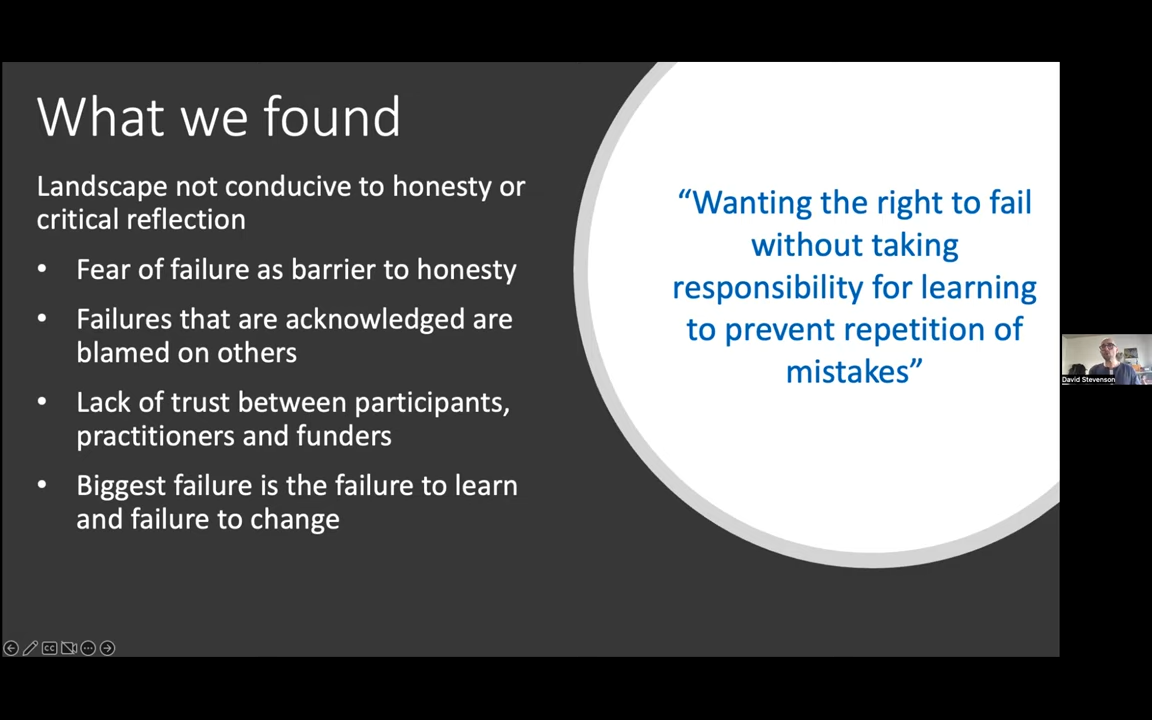 What we found
Landscape not conducive to honesty or
critical reflection
• Fear of failure as barrier to honesty
• Failures that are acknowledged are
blamed on others
• Lack of trust between participants,
practitioners and funders
• Biggest failure is the failure to learn
and failure to change
“Wanting the right to fail
without taking
responsibility for learning
to prevent repetition of
mistakes”
David Stevenson
CC